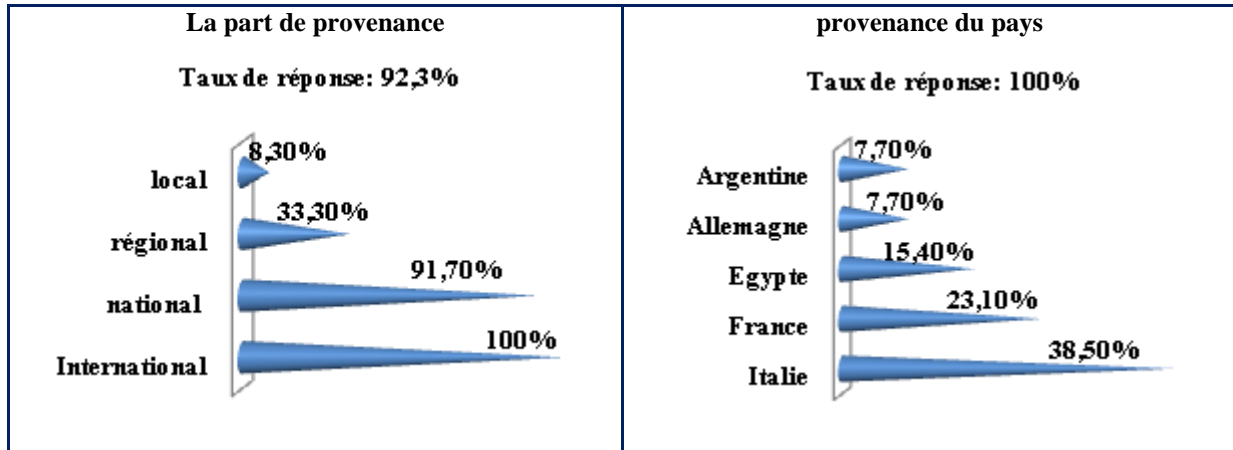 La part de provenance
Taux de réponse: 92,3%
8,30%
local
33,30%
régional
91,70%
national
100%
International
provenance du pays
Taux de réponse: 100%
7,70%
Argentine
7,70%
Allemagne
15,40%
Egypte
23,10%
France
38,50%
Italie